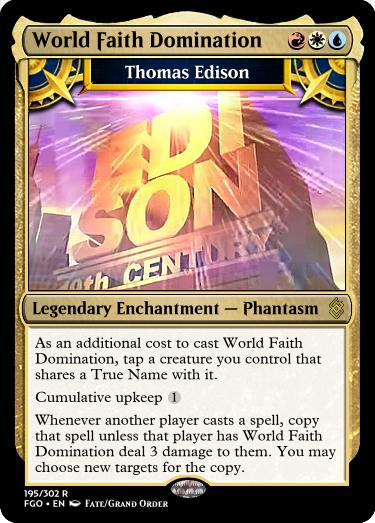 World Faith Domination
Thomas Edison
EDI
SON
CENTURY
Legendary Enchantment — Phantasm
As an additional cost to cast World Faith
Domination, tap a creature you control that
shares a True Name with it.
Cumulative upkeep 1
Whenever another player casts a spell, copy
that spell unless that player has World Faith
Domination deal 3 damage to them. You may
choose new targets for the copy.
195/302 R
FGO • EN Fate/Grand Order